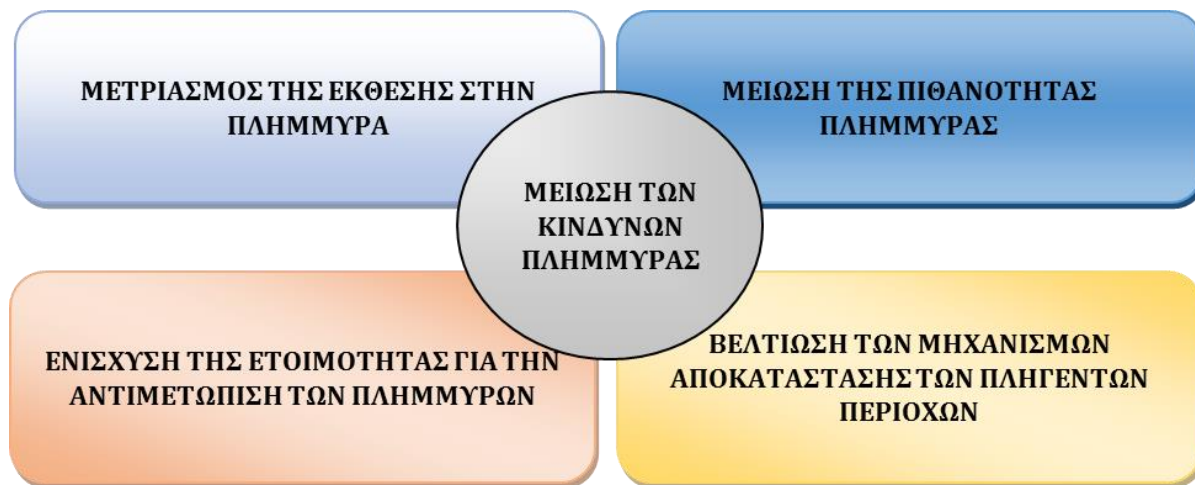 ΜΕΤΡΙΑΣΜΟΣ ΤΗΣ ΕΚΘΕΣΗΣ ΣΤΗΝ
ΠΛΗΜΜΥΡΑ
ΜΕΙΩΣΗ ΤΗΣ ΠΙΘΑΝΟΤΗΤΑΣ
ΠΛΗΜΜΥΡΑΣ
ΜΕΙΩΣΗ ΤΩΝ
ΚΙΝΔΥΝΩΝ
ΠΛΗΜΜΥΡΑΣ
ΕΝΙΣΧΥΣΗ ΤΗΣ ΕΤΟΙΜΟΤΗΤΑΣ ΓΙΑ ΤΗΝ
ΑΝΤΙΜΕΤΩΠΙΣΗ ΤΩΝ ΠΛΗΜΜΥΡΩΝ
ΒΕΛΤΙΩΣΗ ΤΩΝ ΜΗΧΑΝΙΣΜΩΝ
ΑΠΟΚΑΤΑΣΤΑΣΗΣ ΤΩΝ ΠΛΗΓΕΝΤΩΝ
ΠΕΡΙΟΧΩΝ